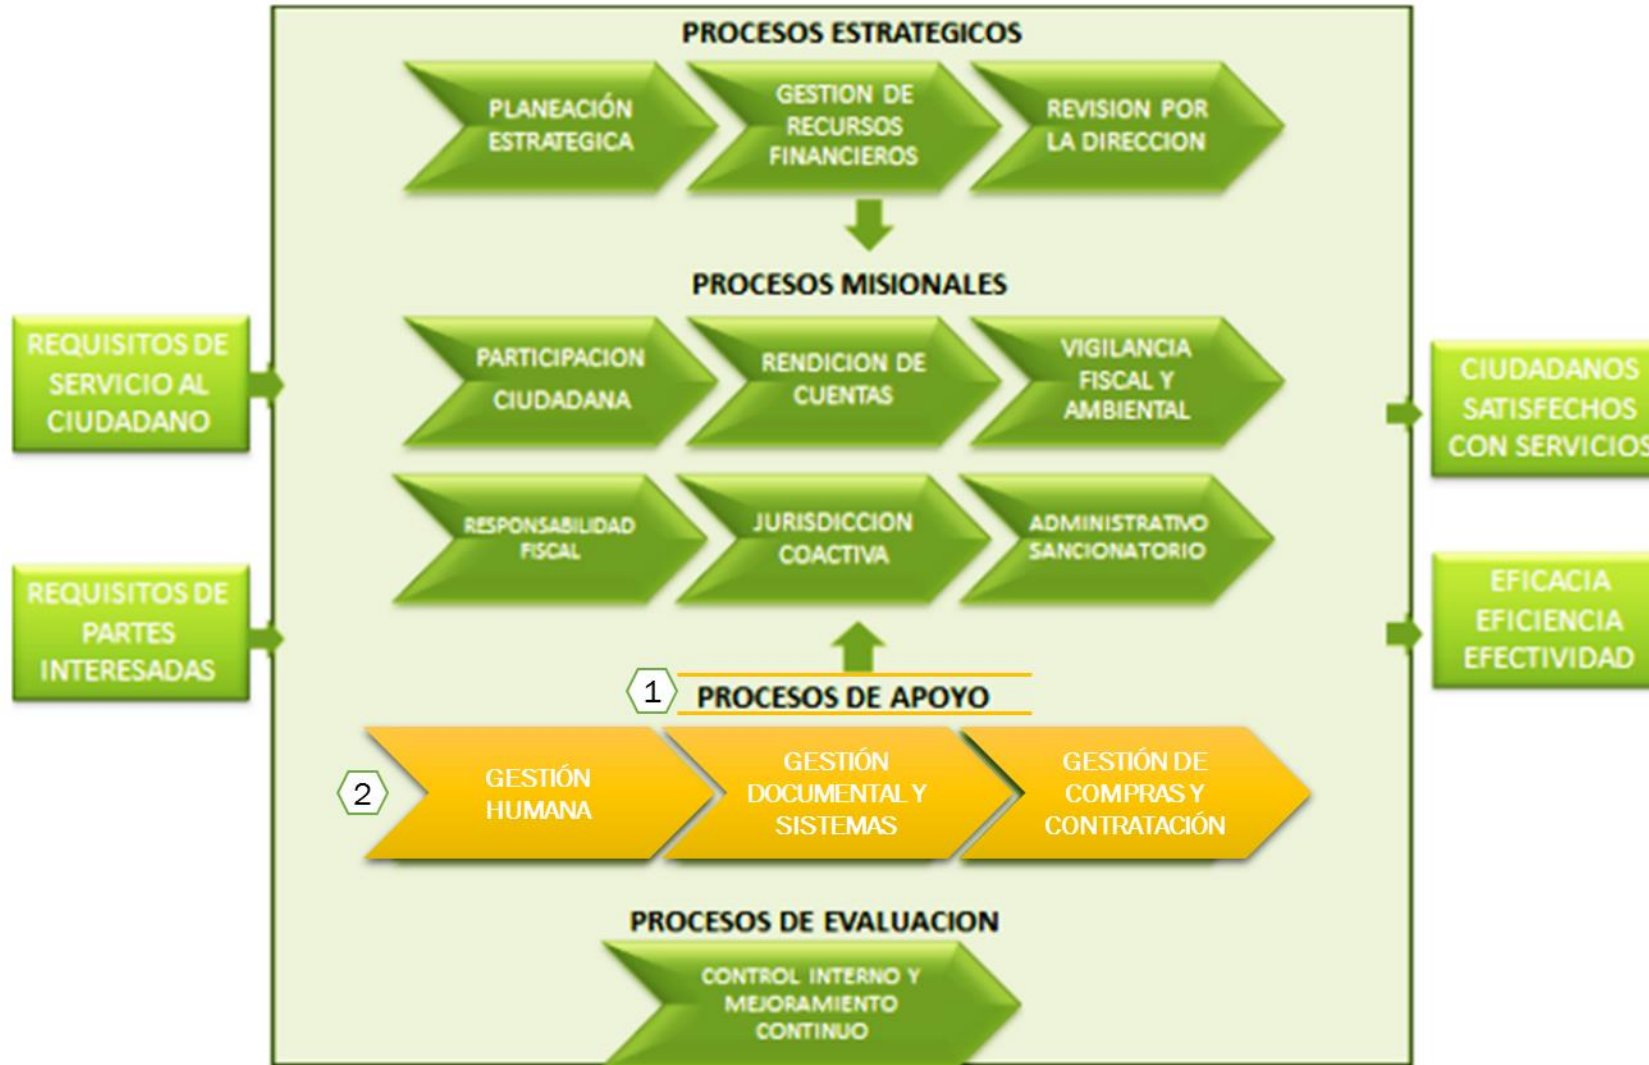 PROCESOS ESTRATEGICOS
PLANEACIÓN
ESTRATEGICA
GESTION DE
RECURSOS
FINANCIEROS
REVISION POR
LA DIRECCION
PROCESOS MISIONALES
REQUISITOS DE
SERVICIO AL
CIUDADANO
PARTICIPACION
CIUDADANA
RENDICION DE
CUENTAS
VIGILANCIA
FISCAL Y
AMBIENTAL
CIUDADANOS
SATISFECHOS
CON SERVICIOS
RESPONSABILIDAD
FISCAL
JURISDICCION
COACTIVA
ADMINISTRATIVO
SANCIONATORIO
REQUISITOS DE
PARTES
INTERESADAS
EFICACIA
EFICIENCIA
EFECTIVIDAD
1
PROCESOS DE APOYO
2
GESTIÓN
HUMANA
GESTIÓN
DOCUMENTAL Y
SISTEMAS
GESTIÓN DE
COMPRAS Y
CONTRATACIÓN
PROCESOS DE EVALUACION
CONTROL INTERNO Y
MEJORAMIENTO
CONTINUO